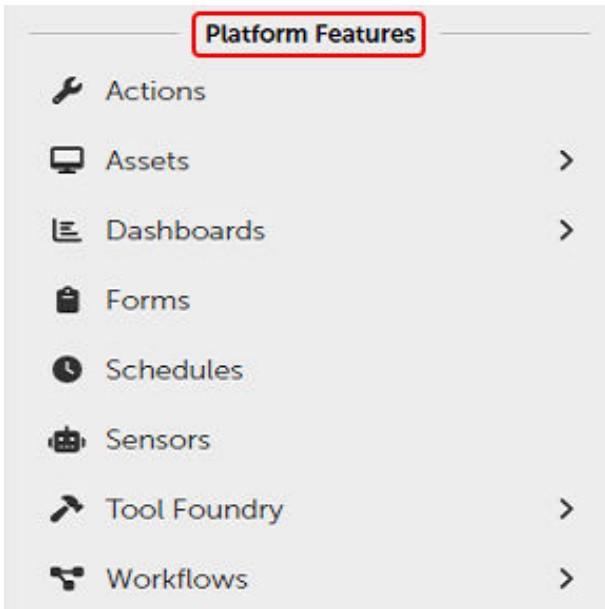 Platform Features
Actions
Assets
Dashboards
Forms
Schedules
Sensors
Tool Foundry
Workflows